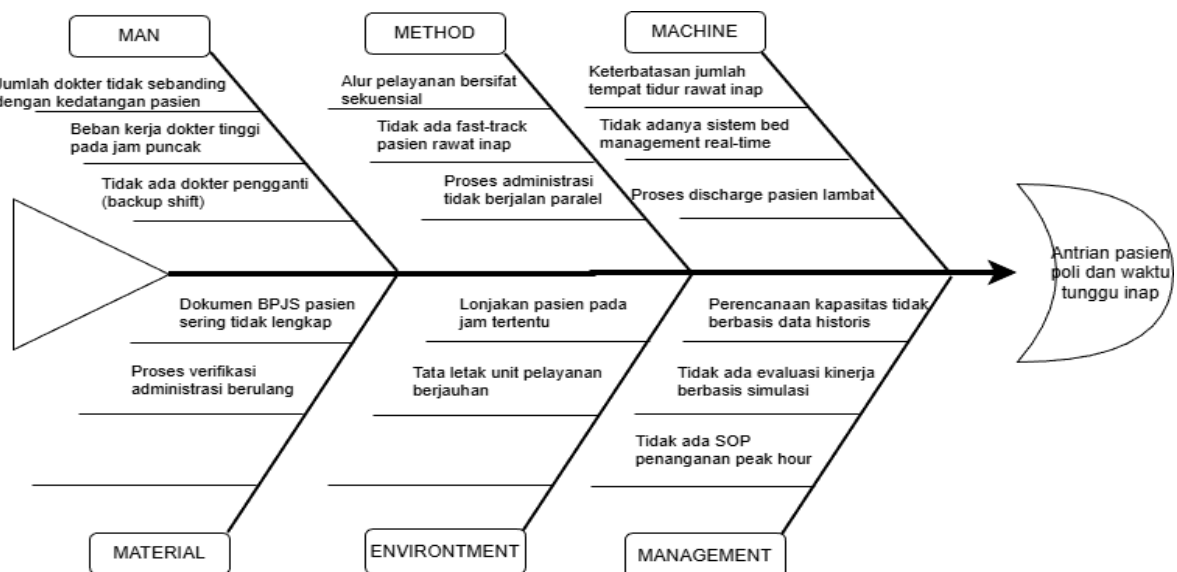 MAN
METHOD
MACHINE
Jumlah dokter tidak sebanding
dengan kedatangan pasien
Beban kerja dokter tinggi
pada jam puncak
Tidak ada dokter pengganti
(backup shift)
Alur pelayanan bersifat
sekuensial
Tidak ada fast-track
pasien rawat inap
Proses administrasi
tidak berjalan paralel
Keterbatasan jumlah
tempat tidur rawat inap
Tidak adanya sistem bed
management real-time
Proses discharge pasien lambat
Antrian pasien
poli dan waktu
tunggu inap
Dokumen BPJS pasien
sering tidak lengkap
Proses verifikasi
administrasi berulang
Lonjakan pasien pada
jam tertentu
Tata letak unit pelayanan
berjauhan
Perencanaan kapasitas tidak
berbasis data historis
Tidak ada evaluasi kinerja
berbasis simulasi
Tidak ada SOP
penanganan peak hour
MATERIAL
ENVIRONTMENT
MANAGEMENT